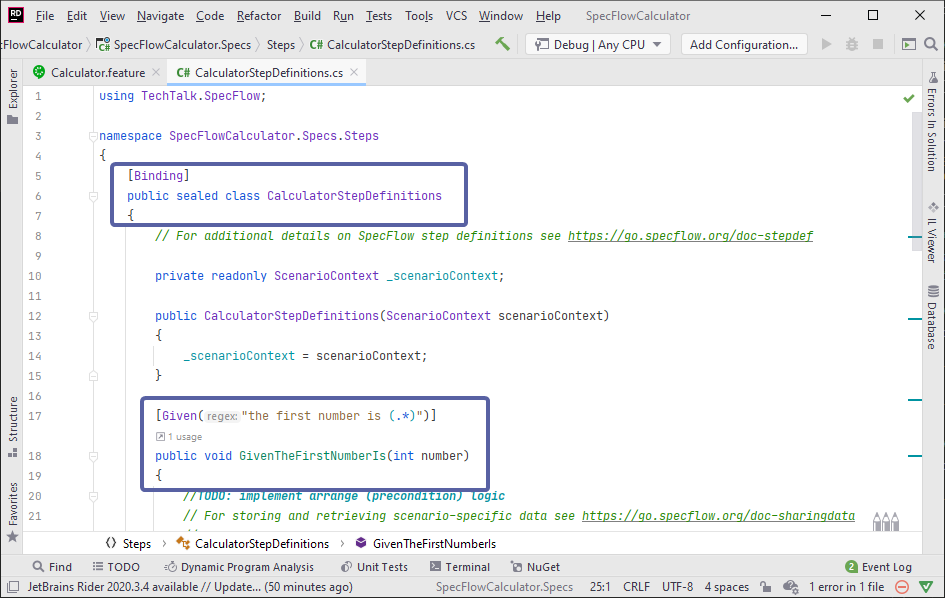 RD File Edit View Navigate Code Refactor Build Run Tests Tools VCS Window Help SpecFlowCalculator
:FlowCalculator SpecFlowCalculator.Specs Steps C# CalculatorStepDefinitions.cs Debug | Any CPU Add Configuration...
Calculator.feature C# CalculatorStepDefinitions.cs
Explorer
Structure
Favorites
1 using TechTalk.SpecFlow;
2
3 namespace SpecFlowCalculator.Specs.Steps
4 {
5 [Binding]
6 public sealed class CalculatorStepDefinitions
7 {
8 // For additional details on SpecFlow step definitions see https://go.specflow.org/doc-stepdef
9
10 private readonly ScenarioContext _scenarioContext;
11
12 public CalculatorStepDefinitions(ScenarioContext scenarioContext)
13 {
14 _scenarioContext = scenarioContext;
15 }
16
17 [Given( regex: "the first number is (.*)")]
1 usage
18 public void GivenTheFirstNumberIs(int number)
19 {
20 //TODO: implement arrange (precondition) logic
21 // For storing and retrieving scenario-specific data see https://go.specflow.org/doc-sharingdata
Errors In Solution
IL Viewer
Database
Steps CalculatorStepDefinitions GivenTheFirstNumberIs
Find TODO Dynamic Program Analysis Unit Tests Terminal NuGet 2 Event Log
JetBrains Rider 2020.3.4 available // Update... (50 minutes ago) SpecFlowCalculator.Specs 25:1 CRLF UTF-8 4 spaces 1 error in 1 file